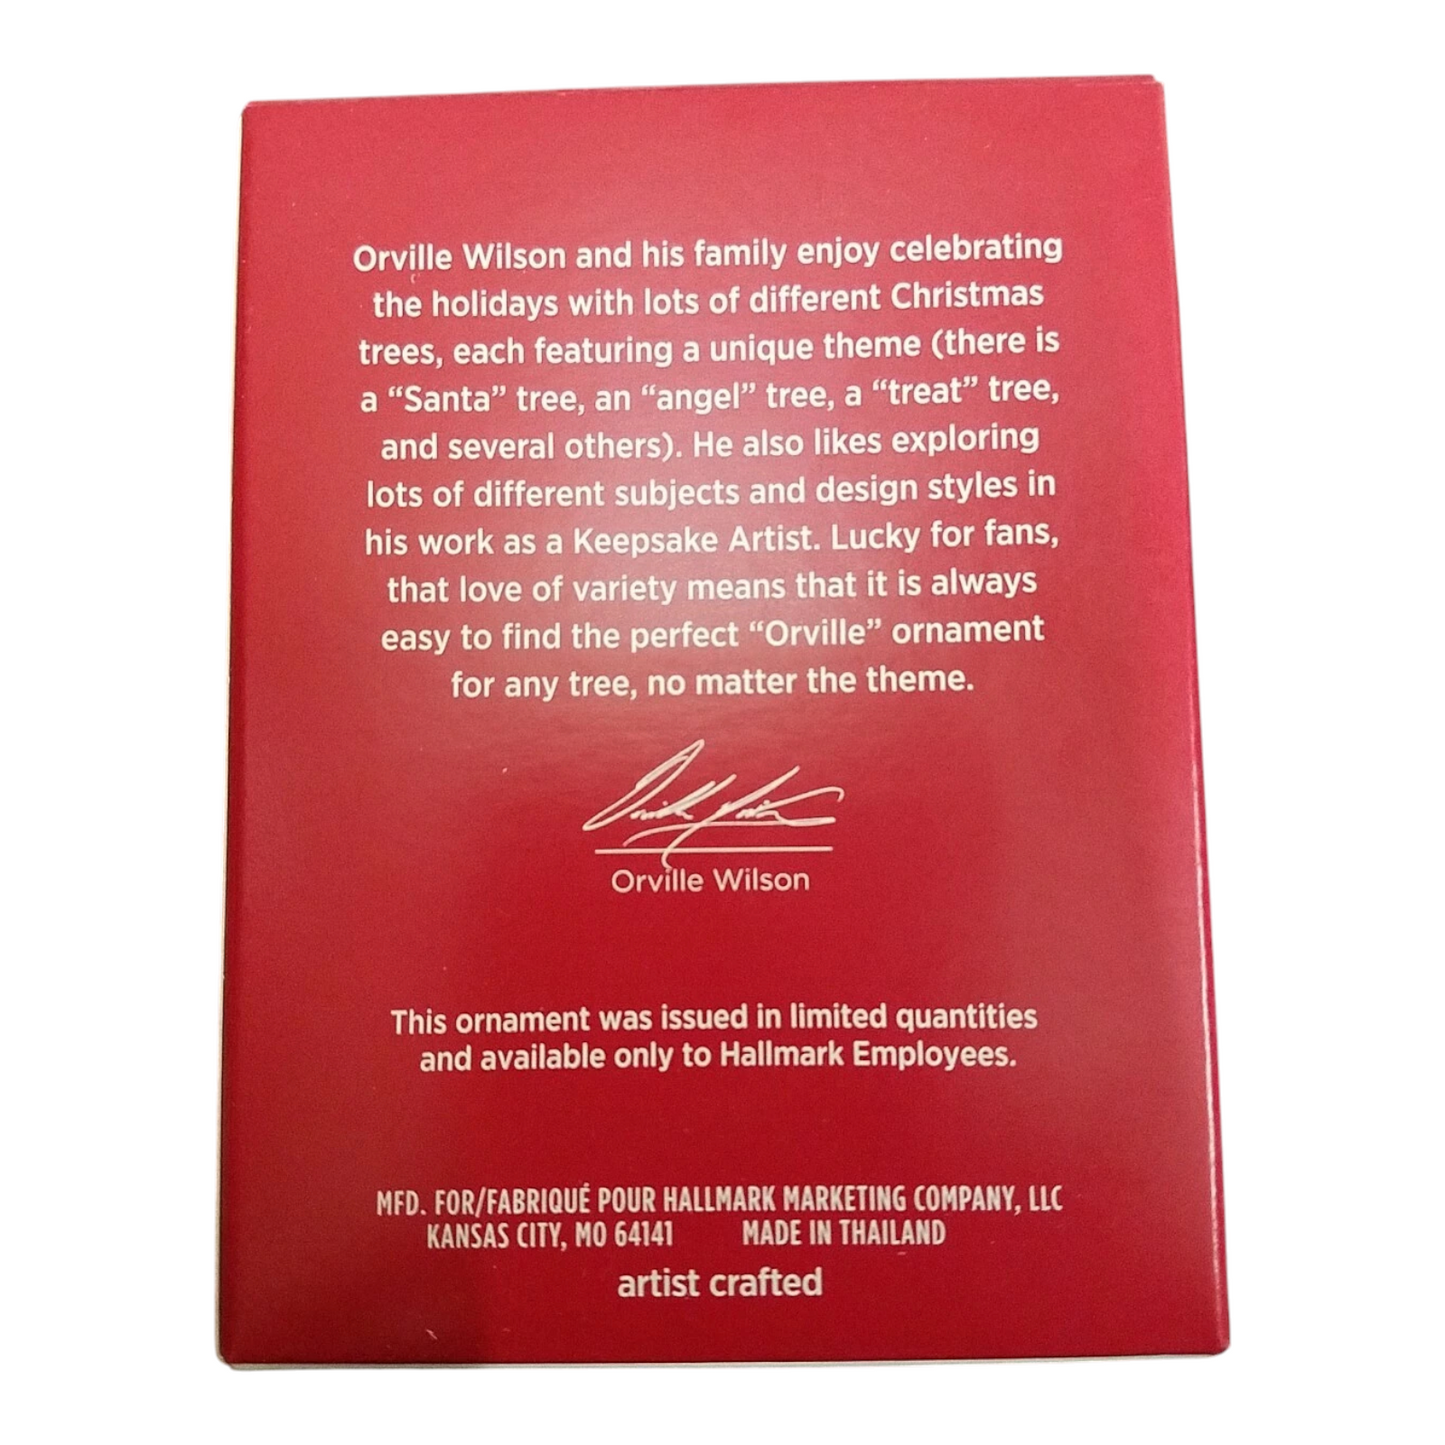 Orville Wilson and his family enjoy celebrating
the holidays with lots of different Christmas
trees, each featuring a unique theme (there is
a “Santa” tree, an “angel” tree, a “treat” tree,
and several others). He also likes exploring
lots of different subjects and design styles in
his work as a Keepsake Artist. Lucky for fans,
that love of variety means that it is always
easy to find the perfect “Orville” ornament
for any tree, no matter the theme.
Orville Wilson
Orville Wilson
This ornament was issued in limited quantities
and available only to Hallmark Employees.
MFD. FOR/FABRIQUÉ POUR HALLMARK MARKETING COMPANY, LLC
KANSAS CITY, MO 64141 MADE IN THAILAND
artist crafted